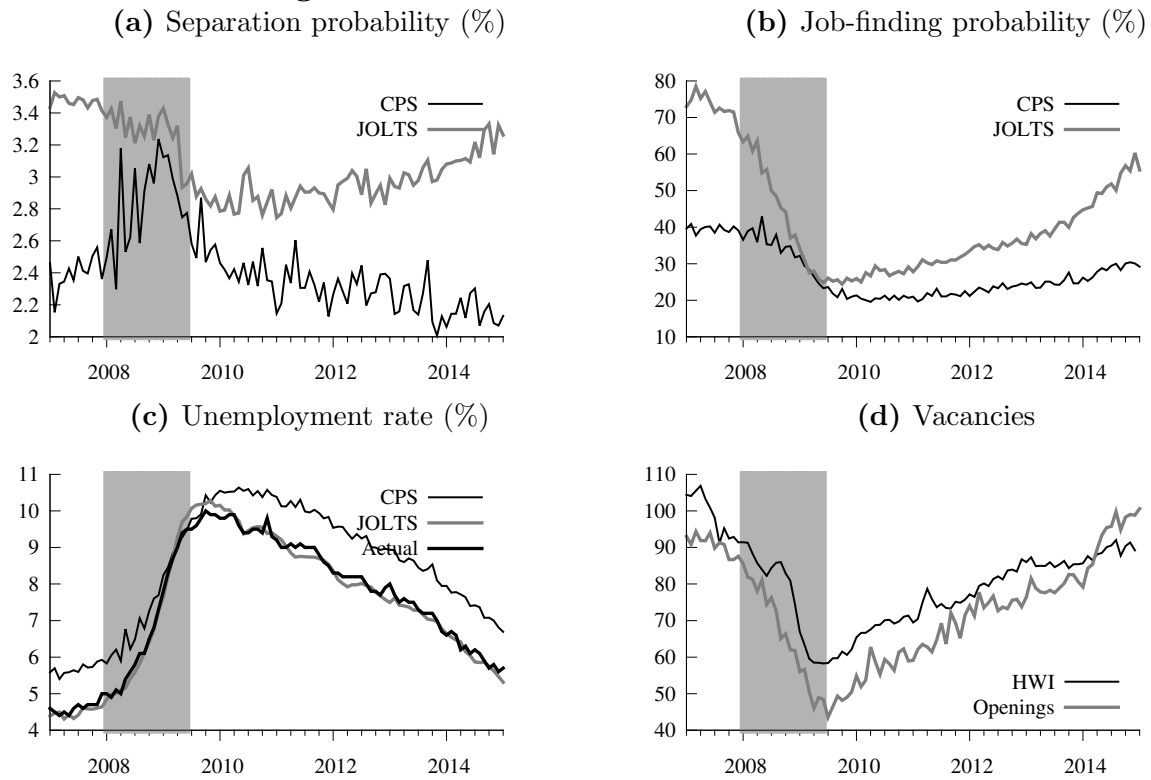 (a) Separation probability (%)
3.6
3.4
3.2
3
2.8
2.6
2.4
2.2
2
CPS
JOLTS
2008 2010 2012 2014
(b) Job-finding probability (%)
80
70
60
50
40
30
20
10
CPS
JOLTS
2008 2010 2012 2014
(c) Unemployment rate (%)
11
10
9
8
7
6
5
4
CPS
JOLTS
Actual
2008 2010 2012 2014
(d) Vacancies
110
100
90
80
70
60
50
40
HWI
Openings
2008 2010 2012 2014